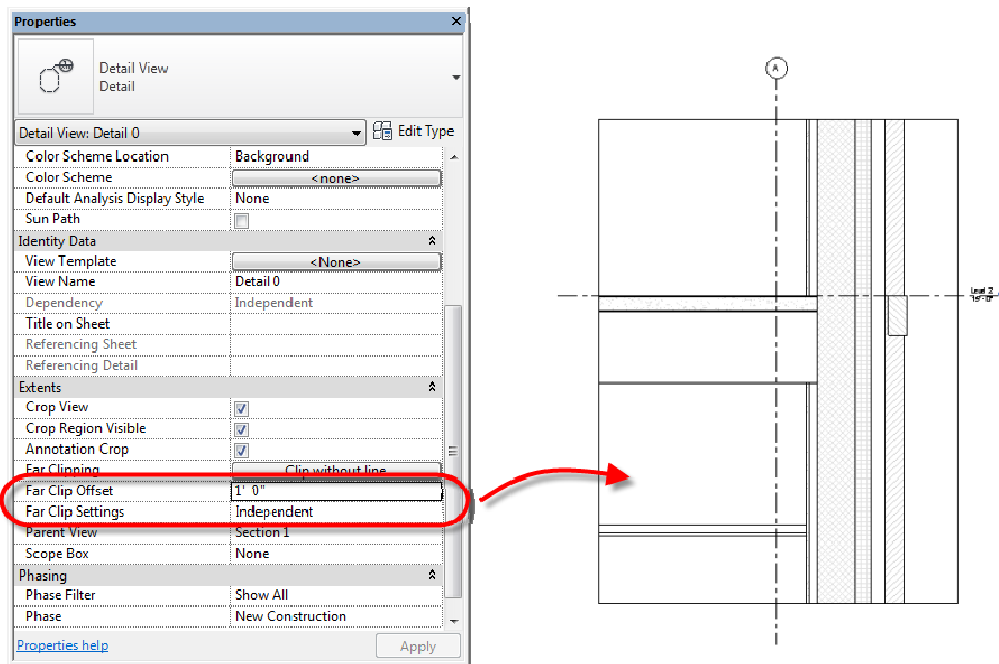 Properties
Detail View
Detail
Detail View: Detail 0
Edit Type
Color Scheme Location Background
Color Scheme <none>
Default Analysis Display Style None
Sun Path
Identity Data
View Template <None>
View Name Detail 0
Dependency Independent
Title on Sheet
Referencing Sheet
Referencing Detail
Extents
Crop View
Crop Region Visible
Annotation Crop
Far Clipping Clip without line
Far Clip Offset 1' 0"
Far Clip Settings Independent
Parent View Section 1
Scope Box None
Phasing
Phase Filter Show All
Phase New Construction
Properties help
Apply
A
Level 2